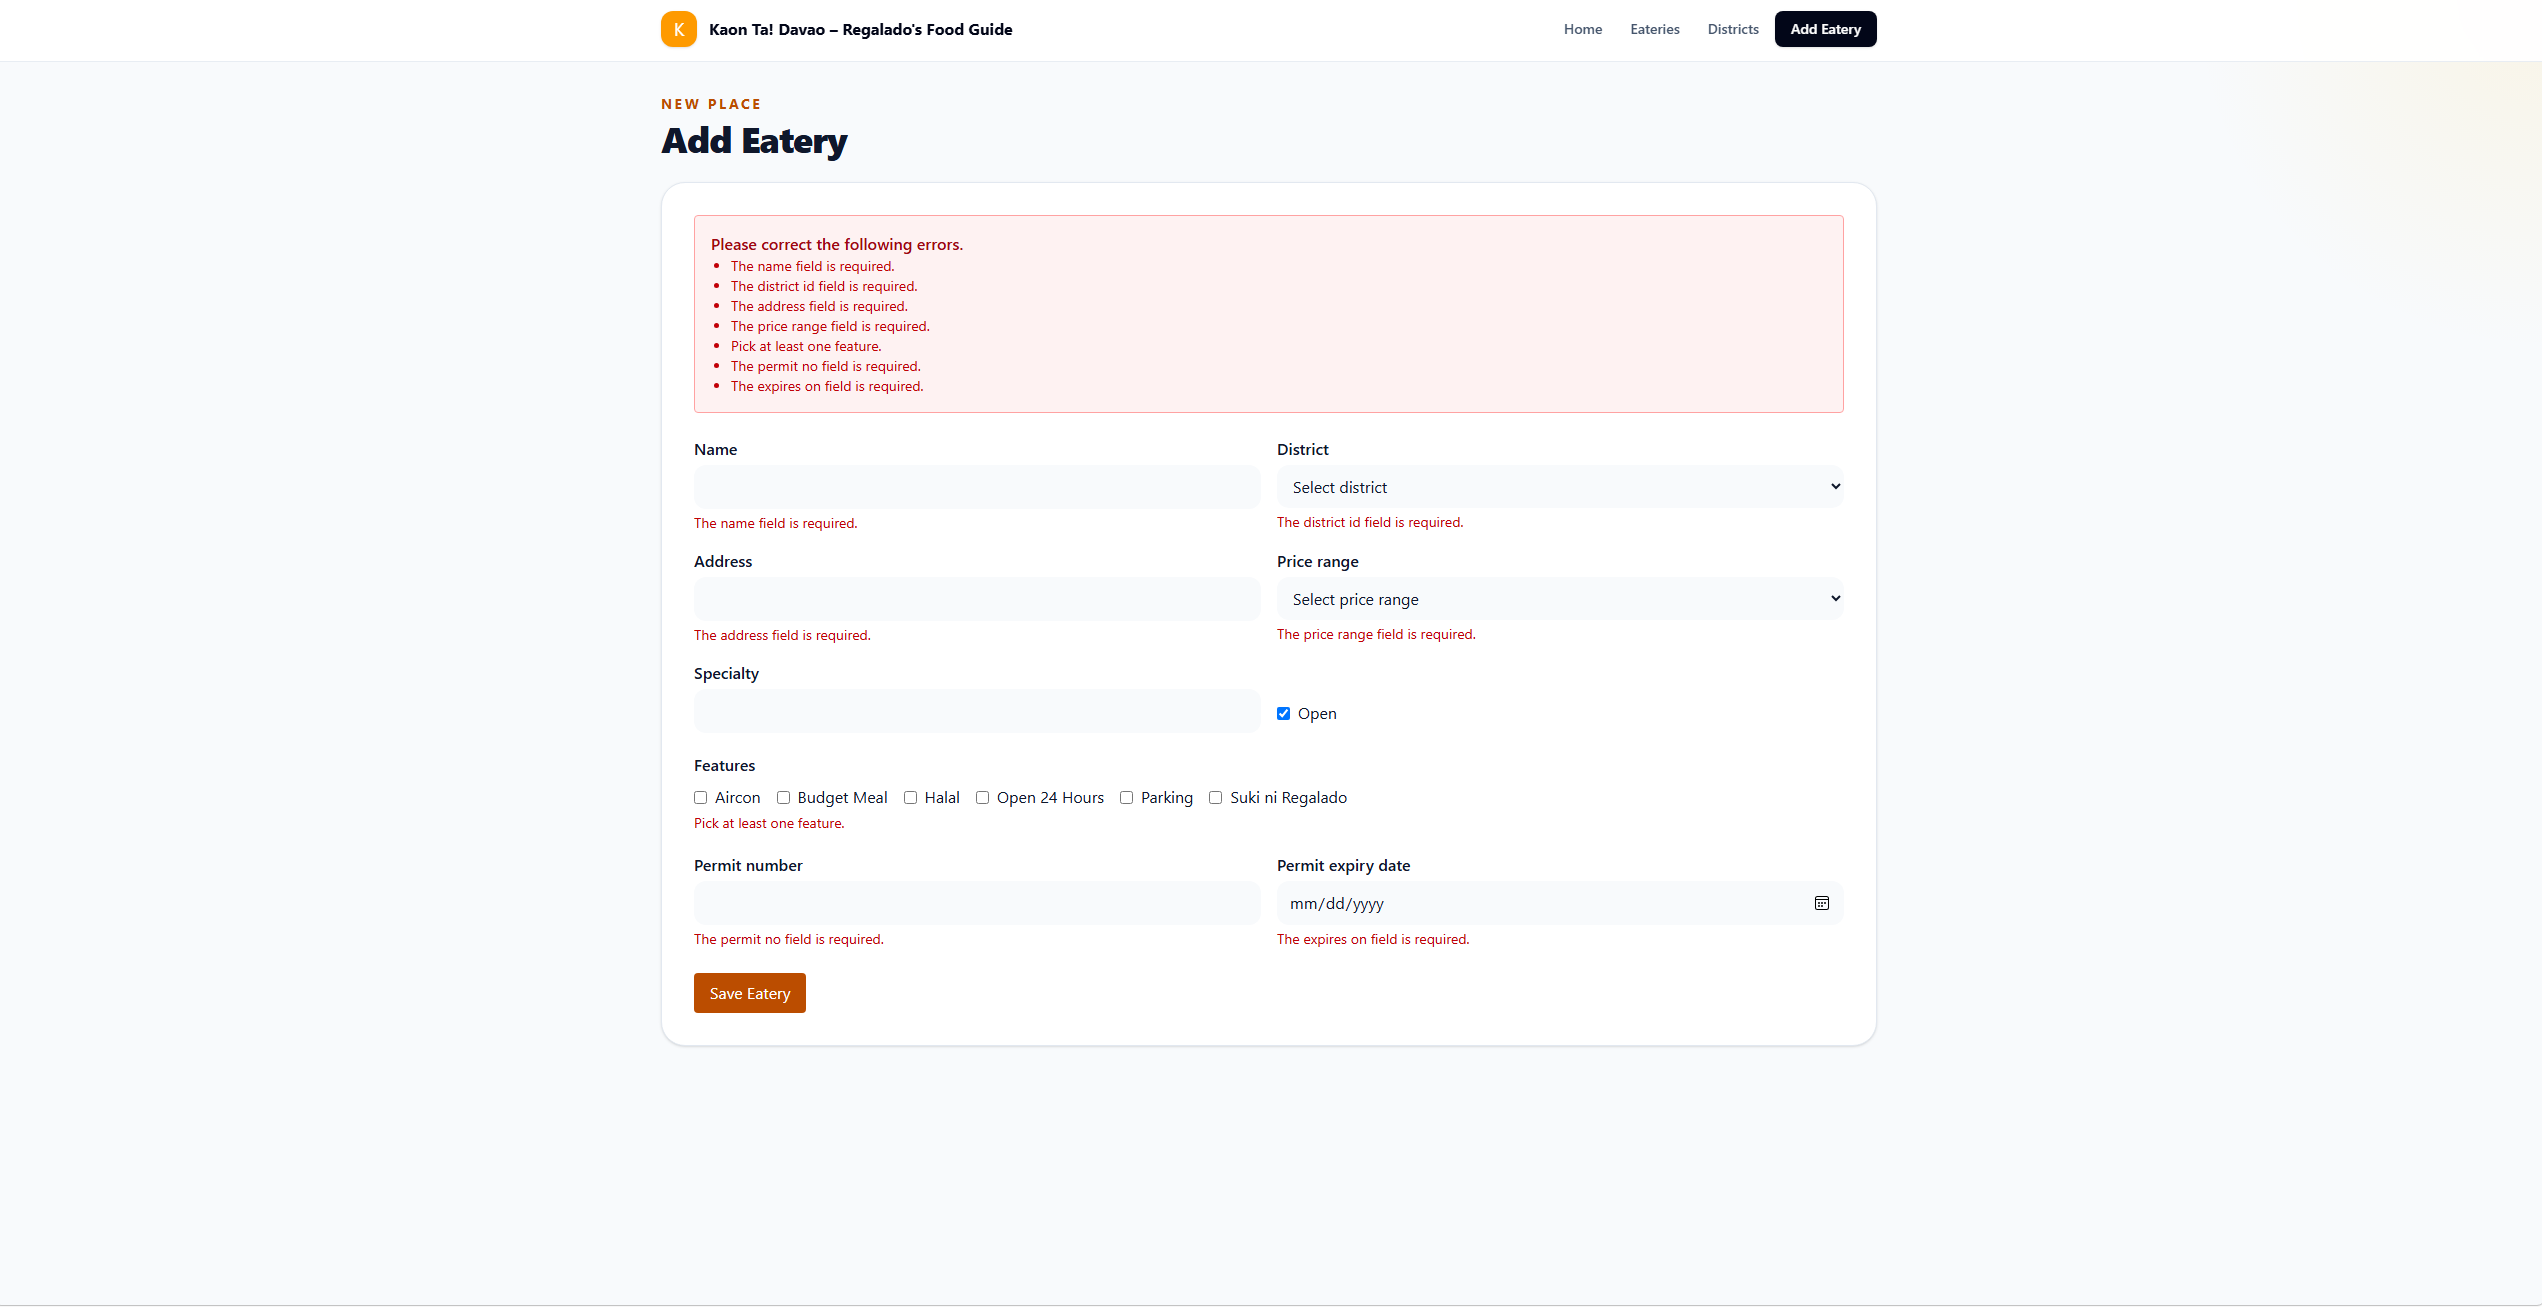 K Kaon Ta! Davao – Regalado's Food Guide Home Eateries Districts Add Eatery
NEW PLACE
Add Eatery
Please correct the following errors.
• The name field is required.
• The district id field is required.
• The address field is required.
• The price range field is required.
• Pick at least one feature.
• The permit no field is required.
• The expires on field is required.
Name District
Select district
The name field is required. The district id field is required.
Address Price range
Select price range
The address field is required. The price range field is required.
Specialty
Open
Features
Aircon Budget Meal Halal Open 24 Hours Parking Suki ni Regalado
Pick at least one feature.
Permit number Permit expiry date
mm/dd/yyyy
The permit no field is required. The expires on field is required.
Save Eatery